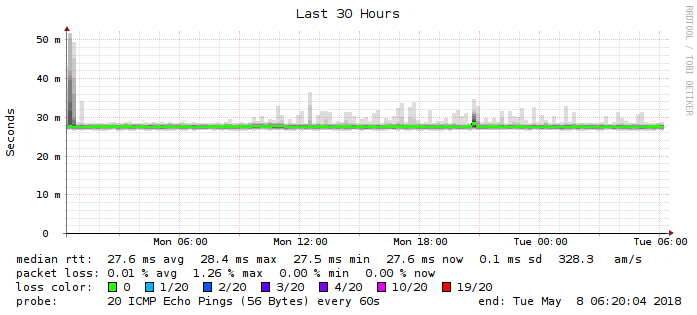 Last 30 Hours
RRDTOOL / TOBI OETIKER
Seconds
50 m
40 m
30 m
20 m
10 m
0
Mon 06:00 Mon 12:00 Mon 18:00 Tue 00:00 Tue 06:00
median rtt: 27.6 ms avg 28.4 ms max 27.5 ms min 27.6 ms now 0.1 ms sd 328.3 am/s
packet loss: 0.01 % avg 1.26 % max 0.00 % min 0.00 % now
loss color: 0 1/20 2/20 3/20 4/20 10/20 19/20
probe: 20 ICMP Echo Pings (56 Bytes) every 60s end: Tue May 8 06:20:04 2018